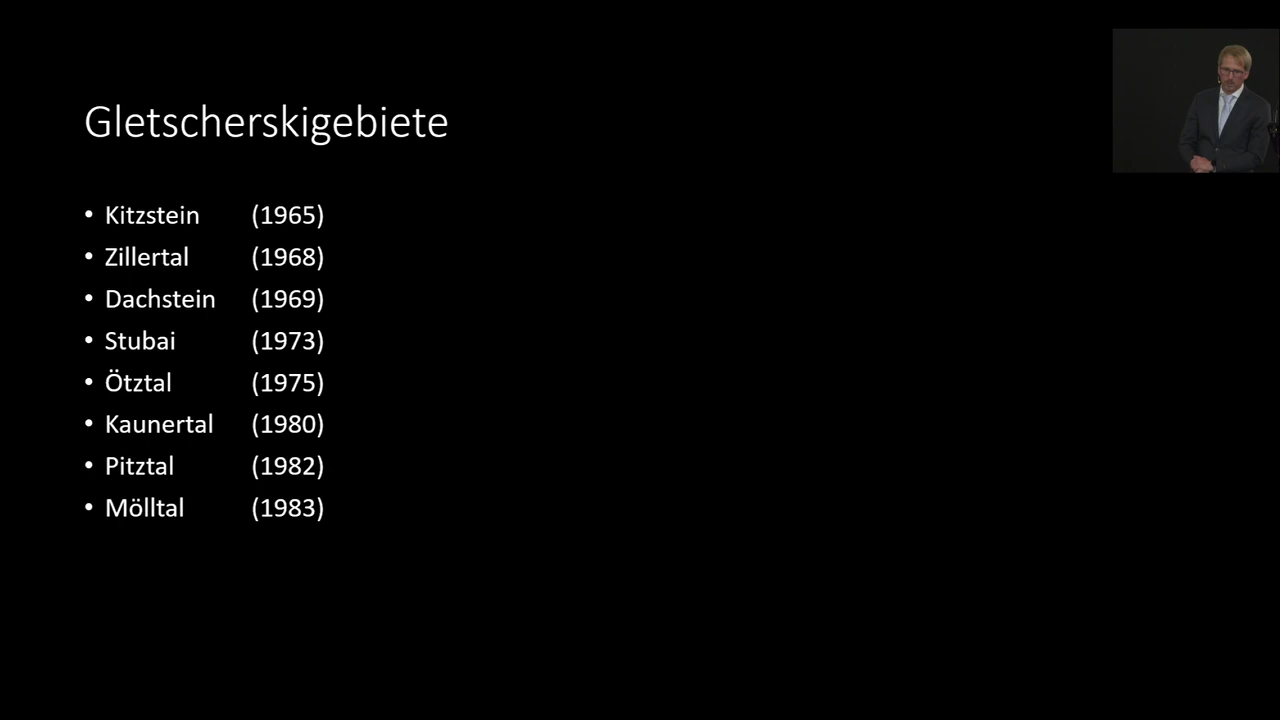 Gletscherskigebiete
• Kitzstein (1965)
• Zillertal (1968)
• Dachstein (1969)
• Stubai (1973)
• Ötztal (1975)
• Kaunertal (1980)
• Pitztal (1982)
• Mölltal (1983)